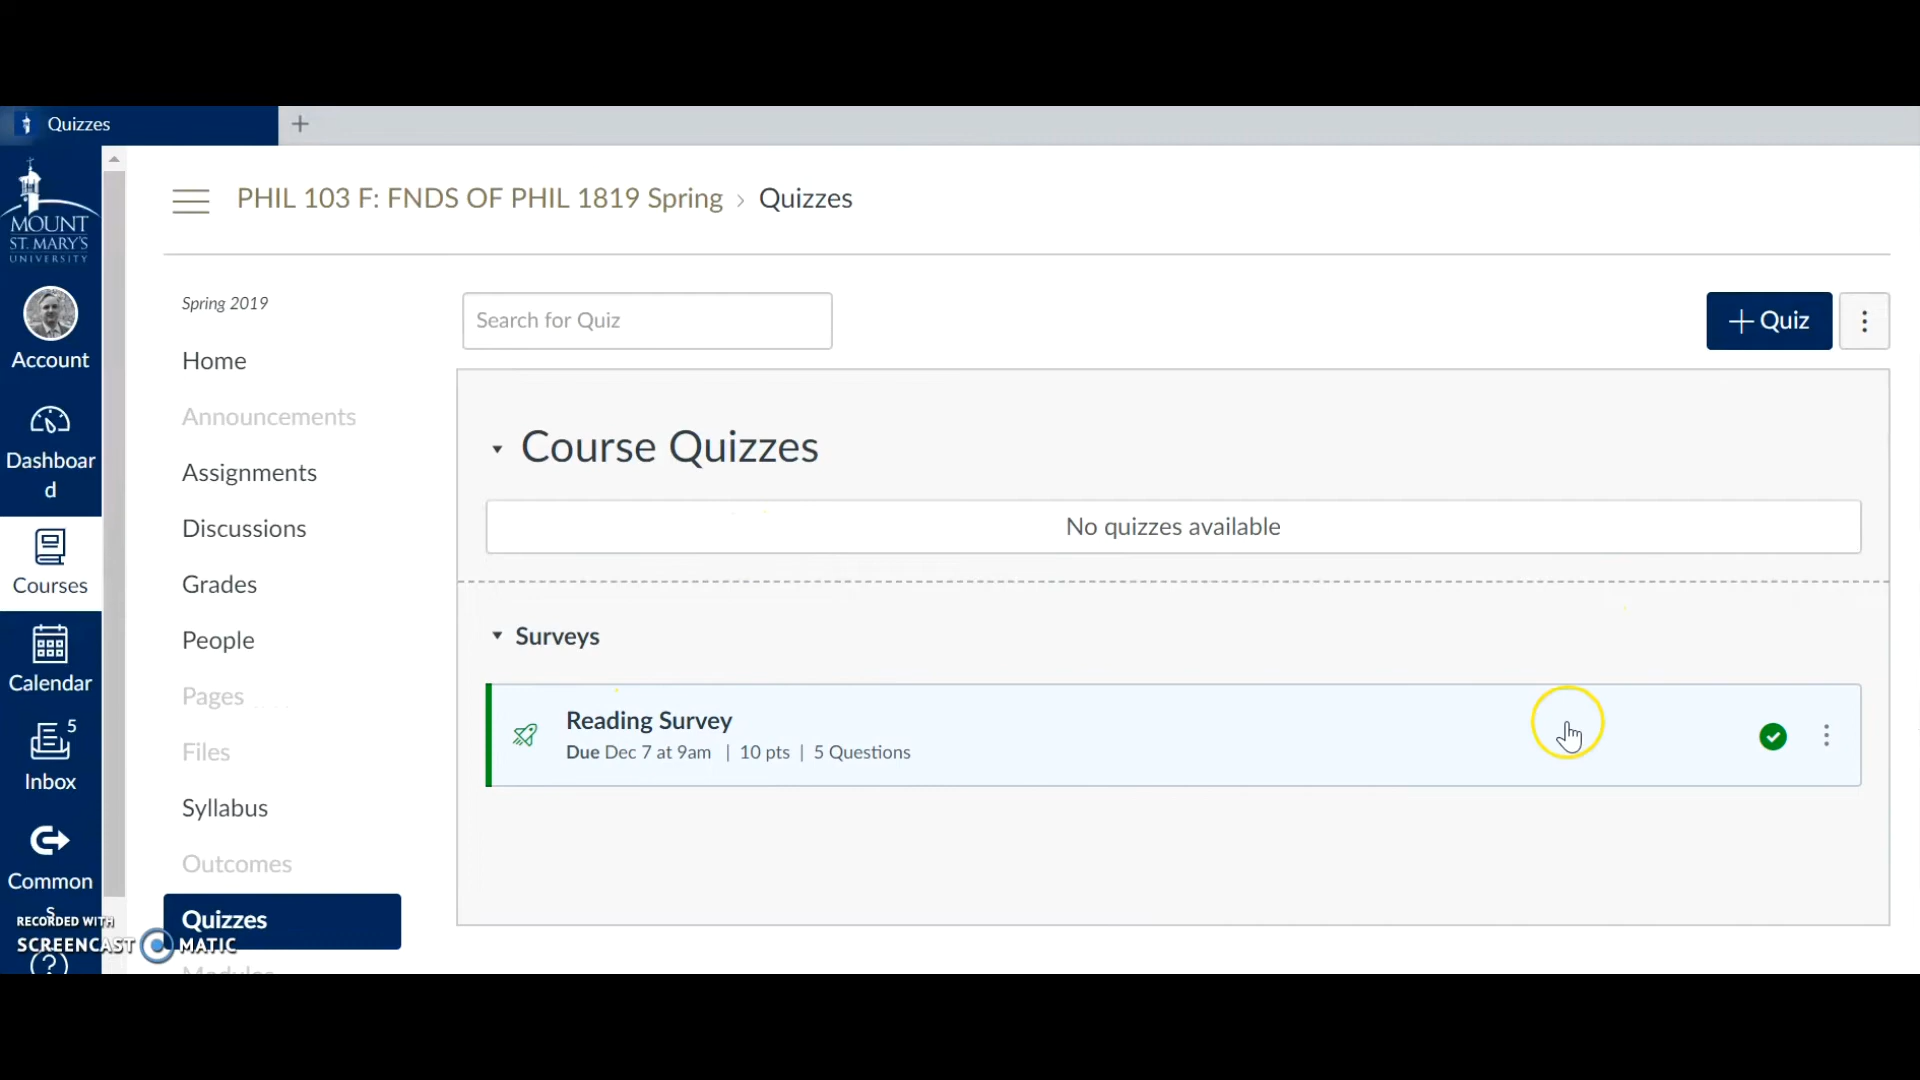 Quizzes
MOUNT
ST. MARY'S
UNIVERSITY
Account
Dashboar
d
Courses
Calendar
5
Inbox
Common
s
RECORDED WITH
SCREENCAST MATIC
PHIL 103 F: FNDS OF PHIL 1819 Spring › Quizzes
Spring 2019
Home
Announcements
Assignments
Discussions
Grades
People
Pages
Files
Syllabus
Outcomes
Quizzes
Modules
Search for Quiz
+ Quiz
Course Quizzes
No quizzes available
Surveys
Reading Survey
Due Dec 7 at 9am | 10 pts | 5 Questions